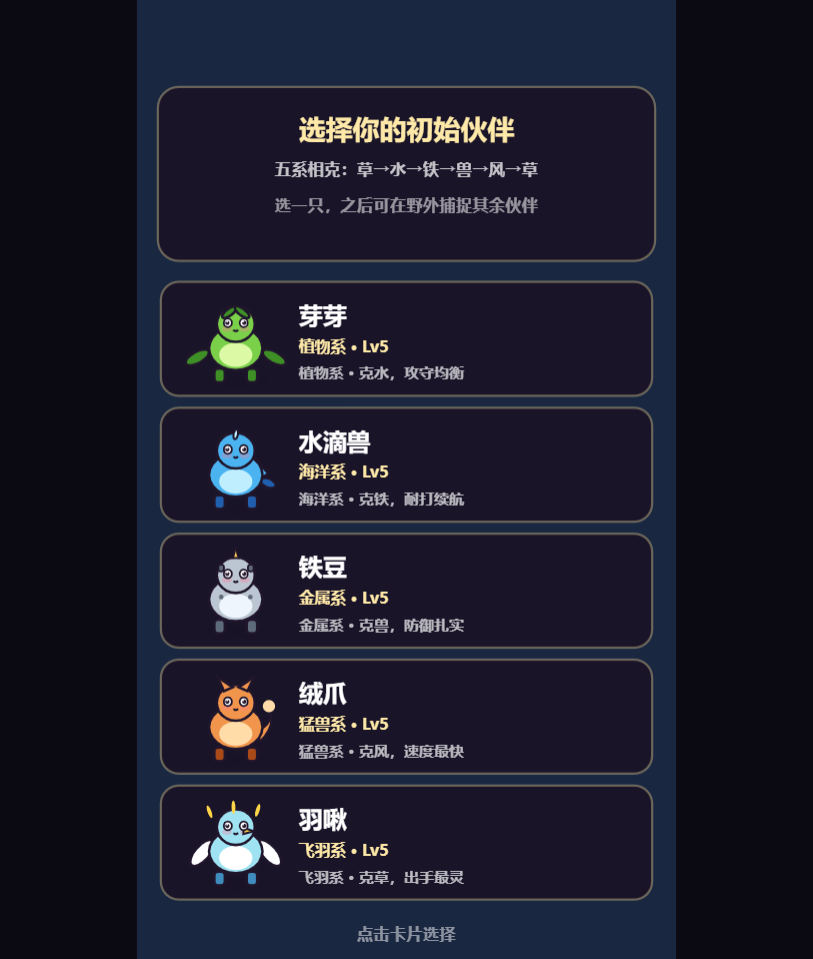 选择你的初始伙伴
五系相克：草→水→铁→兽→风→草
选一只，之后可在野外捕捉其余伙伴
芽芽
植物系 • Lv5
植物系 • 克水，攻守均衡
水滴兽
海洋系 • Lv5
海洋系 • 克铁，耐打续航
铁豆
金属系 • Lv5
金属系 • 克兽，防御扎实
绒爪
猛兽系 • Lv5
猛兽系 • 克风，速度最快
羽啾
飞羽系 • Lv5
飞羽系 • 克草，出手最灵
点击卡片选择